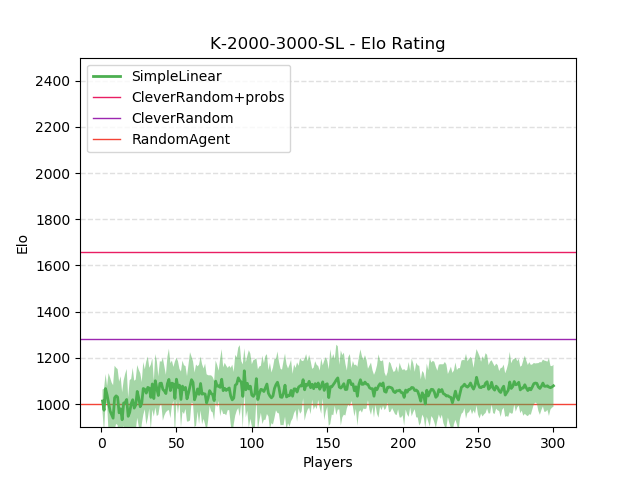 K-2000-3000-SL - Elo Rating
SimpleLinear
CleverRandom+probs
CleverRandom
RandomAgent
2400
2200
2000
1800
1600
1400
1200
1000
Elo
0 50 100 150 200 250 300
Players